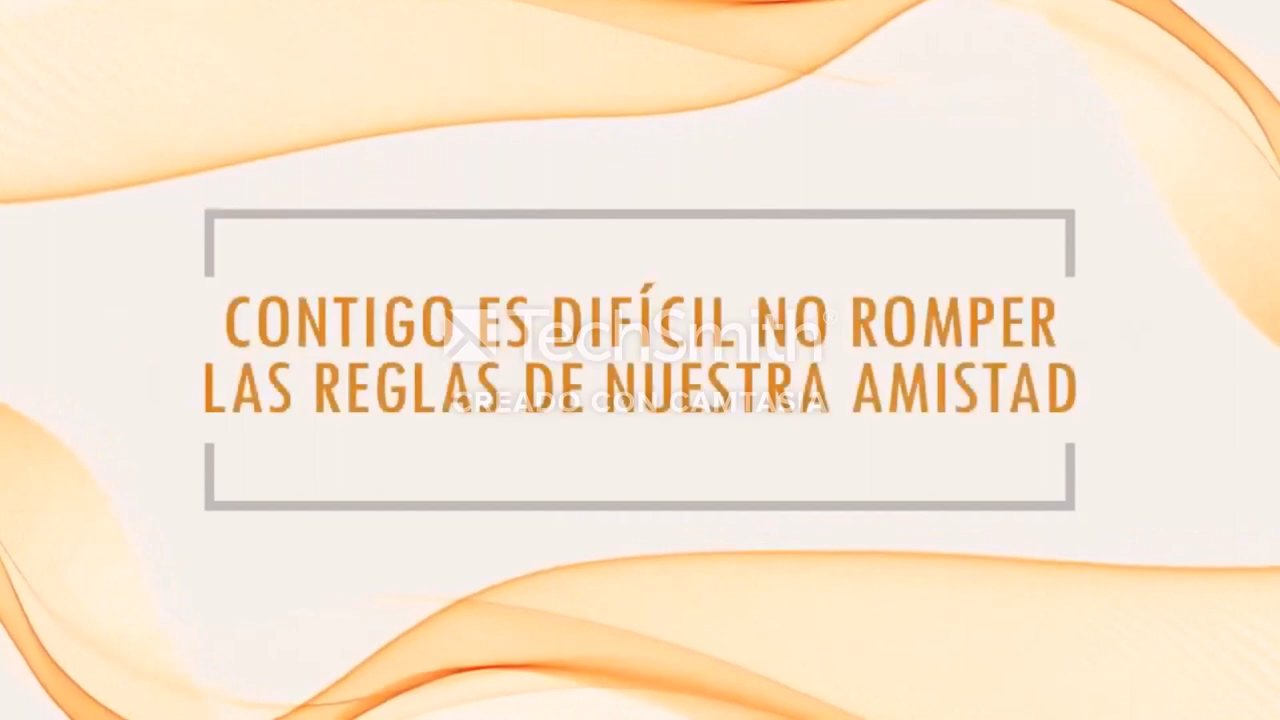 CONTIGO ES DIFÍCIL NO ROMPER
LAS REGLAS DE NUESTRA AMISTAD
TechSmith®
CREADO CON CAMTASIA